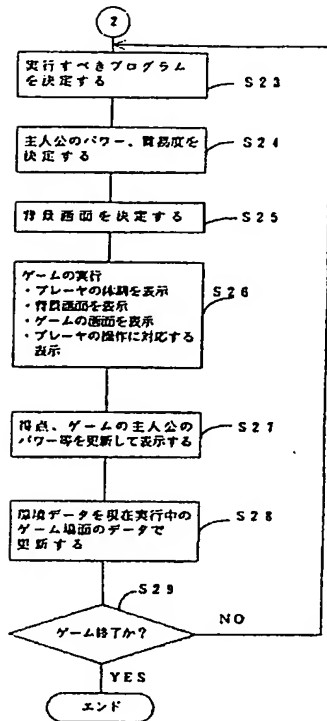 2
実行すべきプログラム
を決定する
S23
主人公のパワー、難易度を
決定する
S24
背景画面を決定する
S25
ゲームの実行
・プレーヤの体調を表示
・背景画面を表示
・ゲームの画面を表示
・プレーヤの操作に対応する
表示
S26
得点、ゲームの主人公の
パワー等を更新して表示する
S27
環境データを現在実行中の
ゲーム場面のデータで
更新する
S28
S29
ゲーム終了か？
NO
YES
エンド